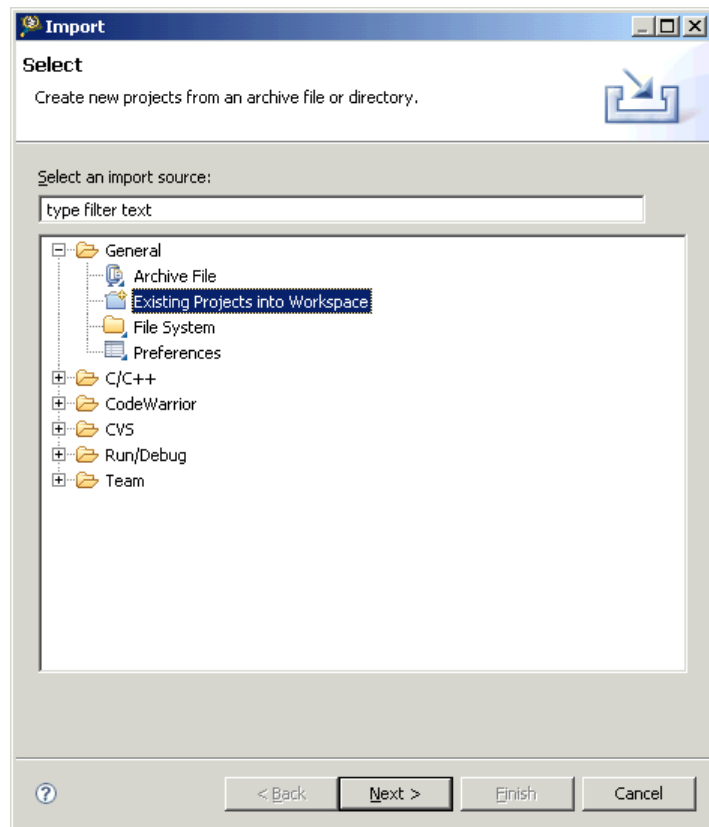 Import
Select
Create new projects from an archive file or directory.
Select an import source:
type filter text
General
Archive File
Existing Projects into Workspace
File System
Preferences
C/C++
CodeWarrior
CVS
Run/Debug
Team
? < Back Next > Finish Cancel